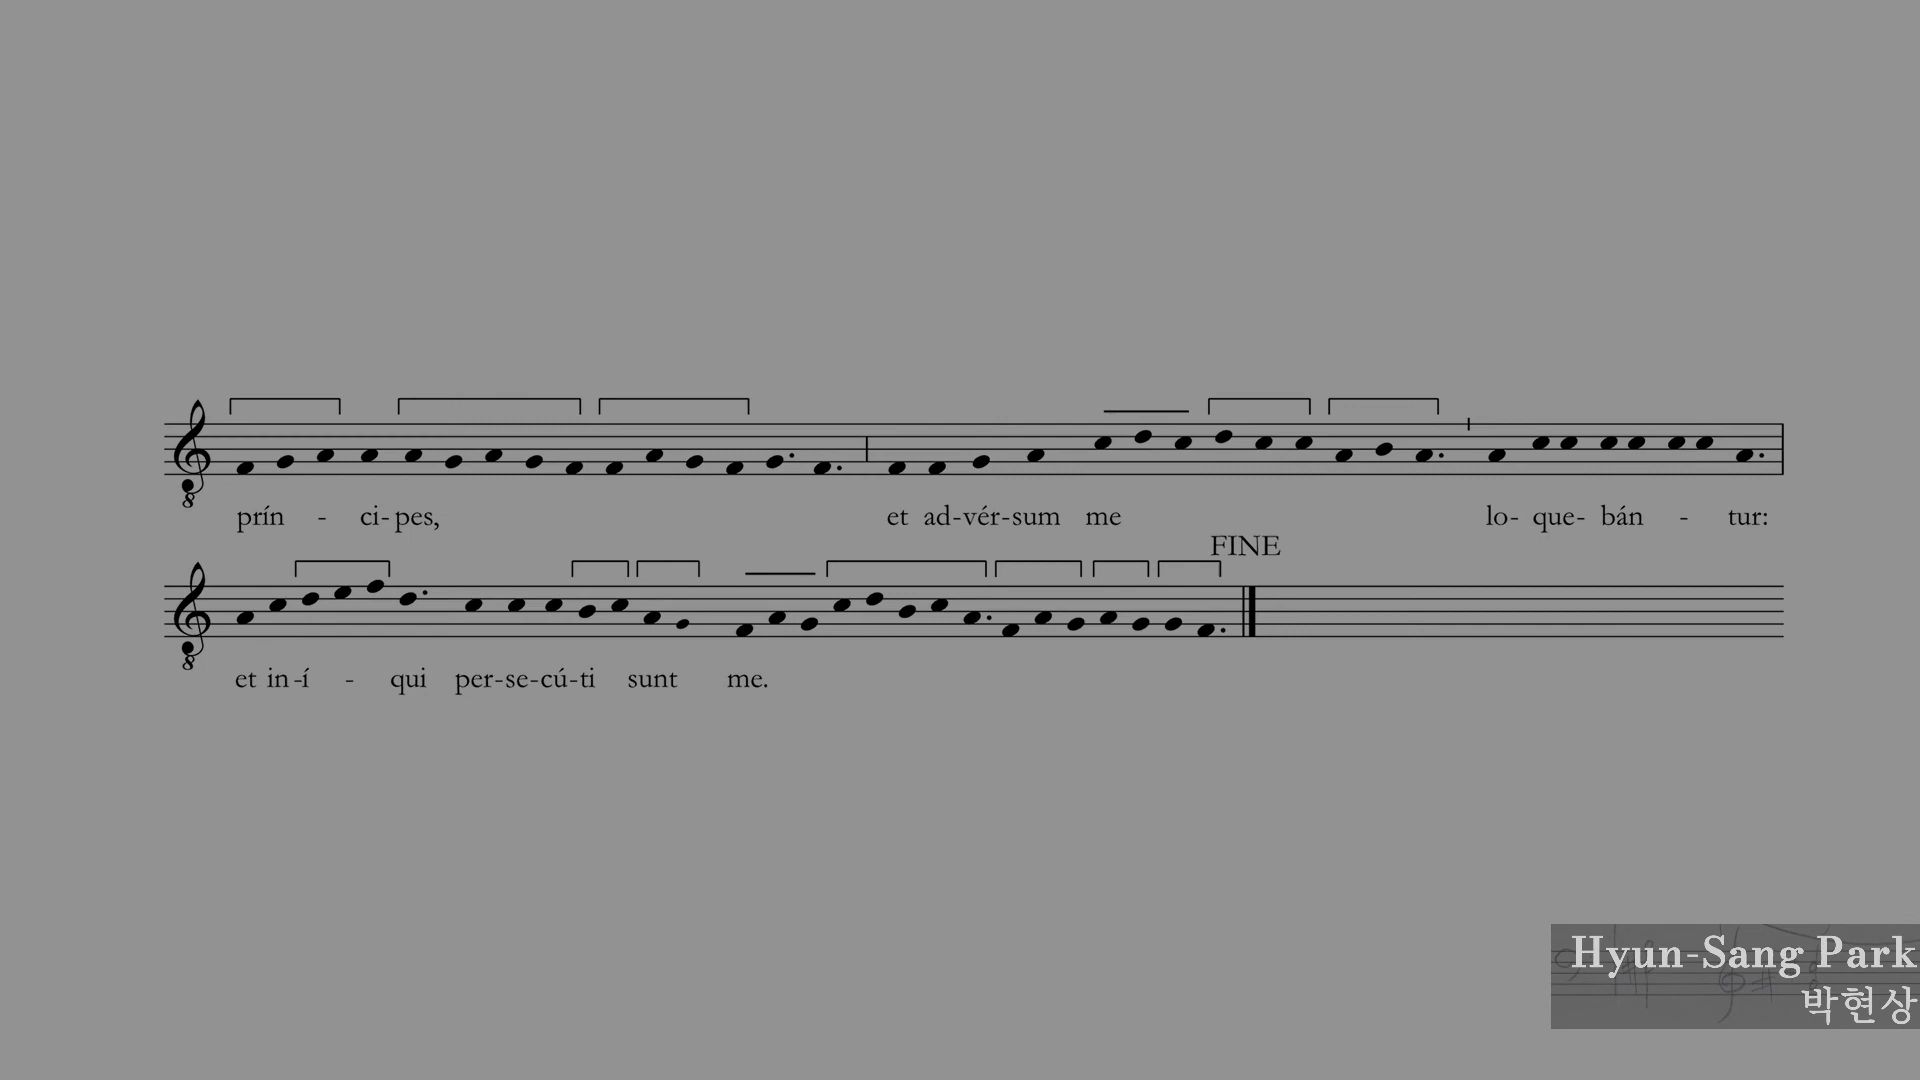 prín - ci-pes, et ad-vér-sum me lo-que-bán - tur:
FINE
et in-í - qui per-se-cú-ti sunt me.
Hyun-Sang Park
박현상